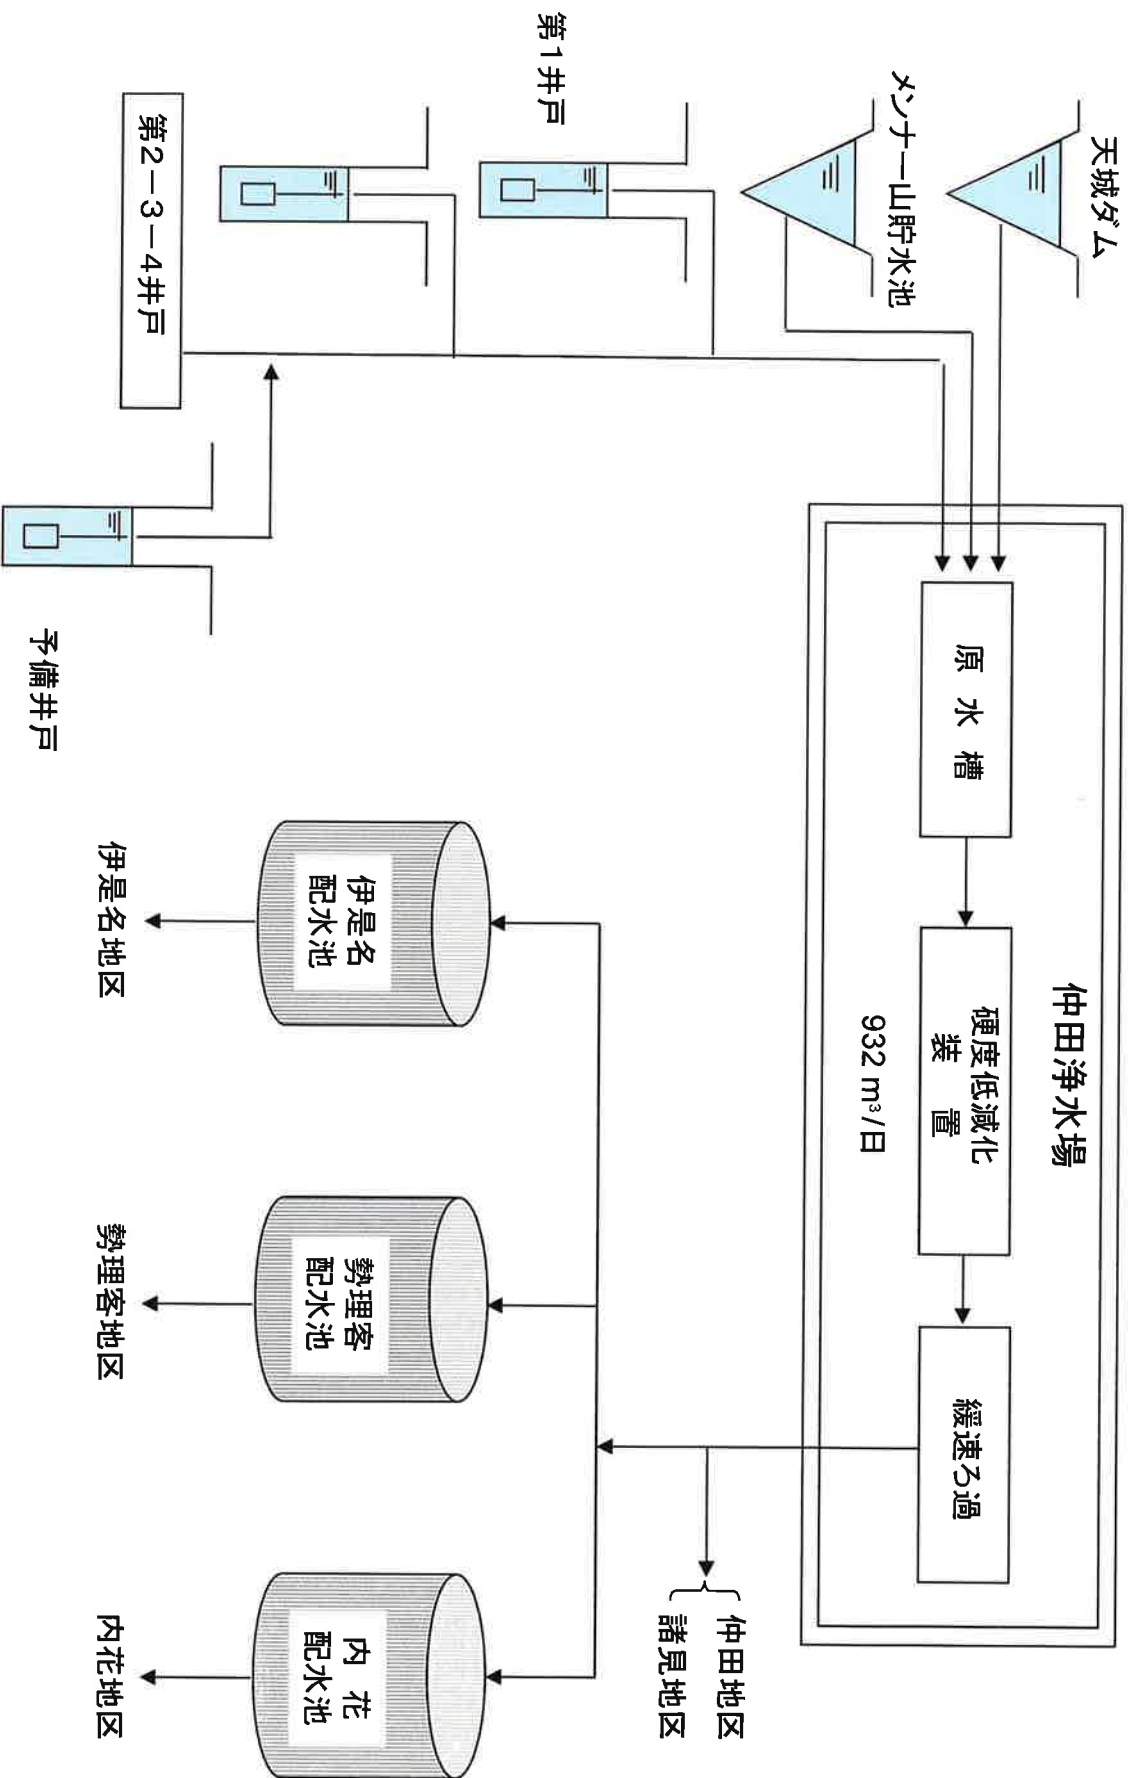 天城ダム
メンナー山貯水池
第1井戸
第2－3－4井戸
予備井戸
仲田浄水場
原水槽
硬度低減化
装置
緩速ろ過
932 m³/日
仲田地区
諸見地区
伊是名
配水池
勢理客
配水池
内花
配水池
伊是名地区
勢理客地区
内花地区